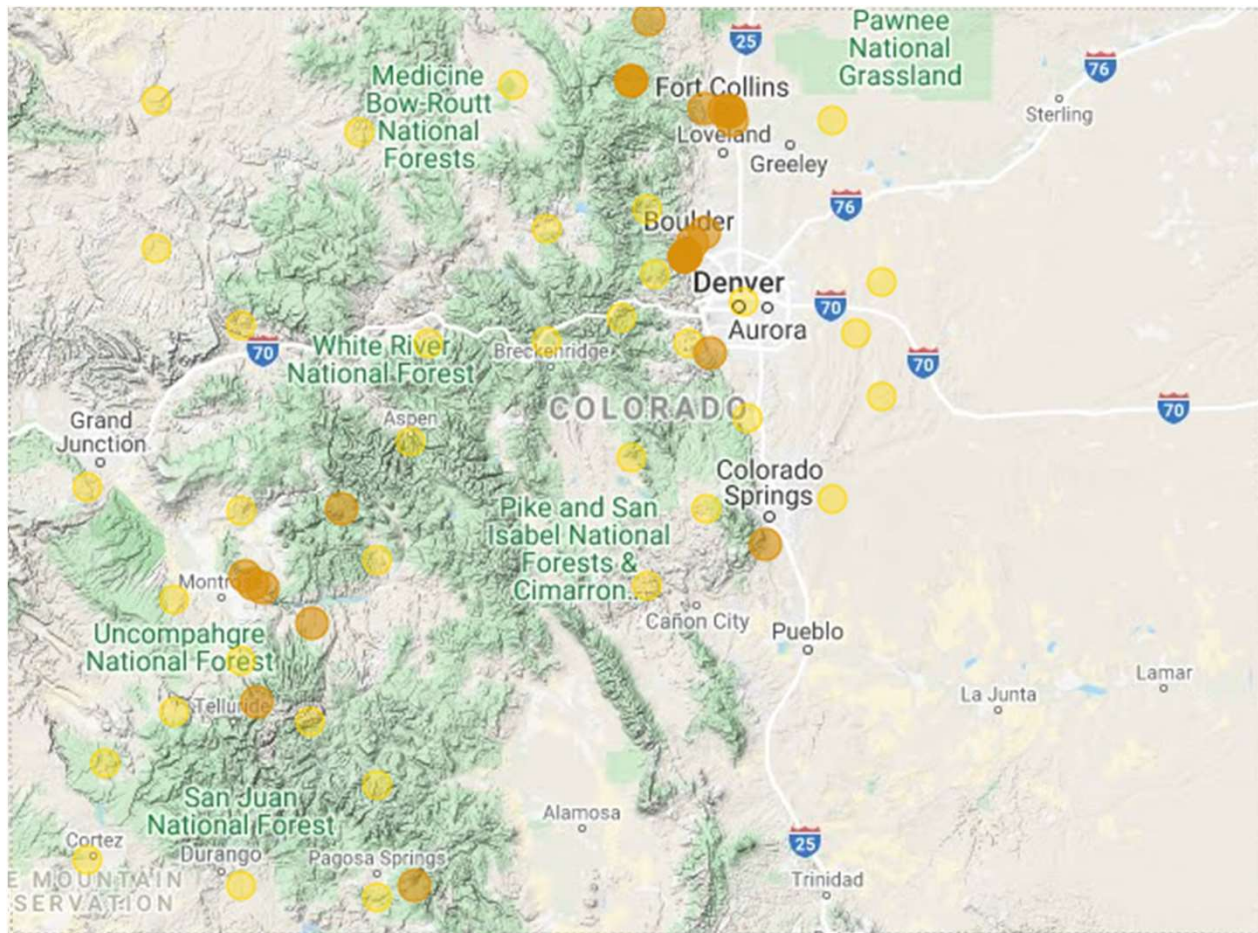 Pawnee
National
Grassland
25
76
Medicine
Bow-Routt
National
Forests
Fort Collins
Sterling
Loveland
Greeley
76
Boulder
Denver
70
Aurora
70
White River
National Forest
Breckenridge
70
70
COLORADO
Aspen
Grand
Junction
Colorado
Springs
Pike and San
Isabel National
Forests &
Cimarron...
Montro
Cañon City
Pueblo
Uncompahgre
National Forest
Lamar
La Junta
Telluride
San Juan
National Forest
Alamosa
Cortez
Durango
Pagosa Springs
25
Trinidad
E MOUNTAIN
SERVATION